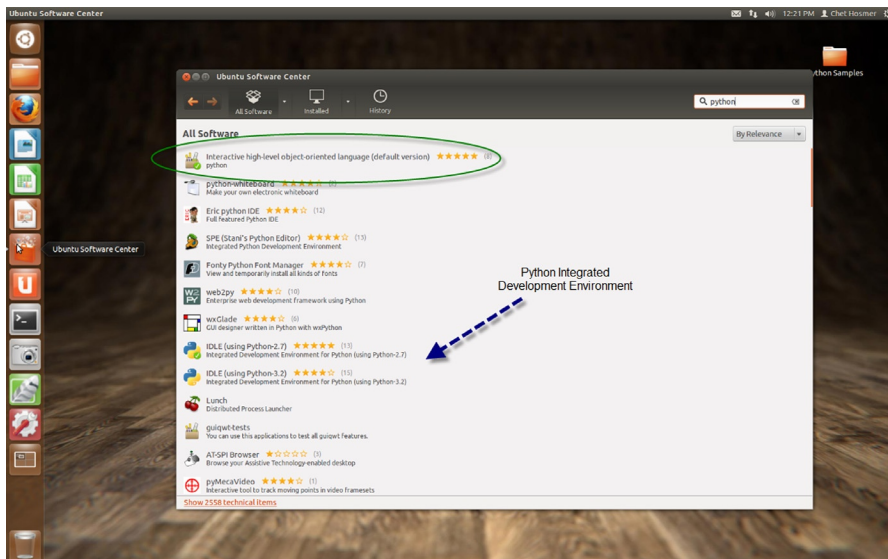 Ubuntu Software Center
12:21 PM Chet Hosmer
Python Samples
Ubuntu Software Center
All Software
Installed
History
python
All Software
By Relevance
Interactive high-level object-oriented language (default version) (8)
python
python-whiteboard
Make your own electronic whiteboard
Eric python IDE (12)
Full featured Python IDE
SPE (Stani's Python Editor) (13)
Integrated Python Development Environment
Ubuntu Software Center
Fonty Python Font Manager (7)
View and temporarily install all kinds of fonts
Python Integrated
Development Environment
web2py (10)
Enterprise web development framework using Python
W2
PY
wxGlade (6)
GUI designer written in Python with wxPython
IDLE (using Python-2.7) (13)
Integrated Development Environment for Python (using Python-2.7)
IDLE (using Python-3.2) (15)
Integrated Development Environment for Python (using Python-3.2)
Lunch
Distributed Process Launcher
guiqwt-tests
You can use this applications to test all guiqwt features.
AT-SPI Browser (3)
Browse your Assistive Technology-enabled desktop
pyMecaVideo (1)
Interactive tool to track moving points in video framesets
Show 2558 technical items